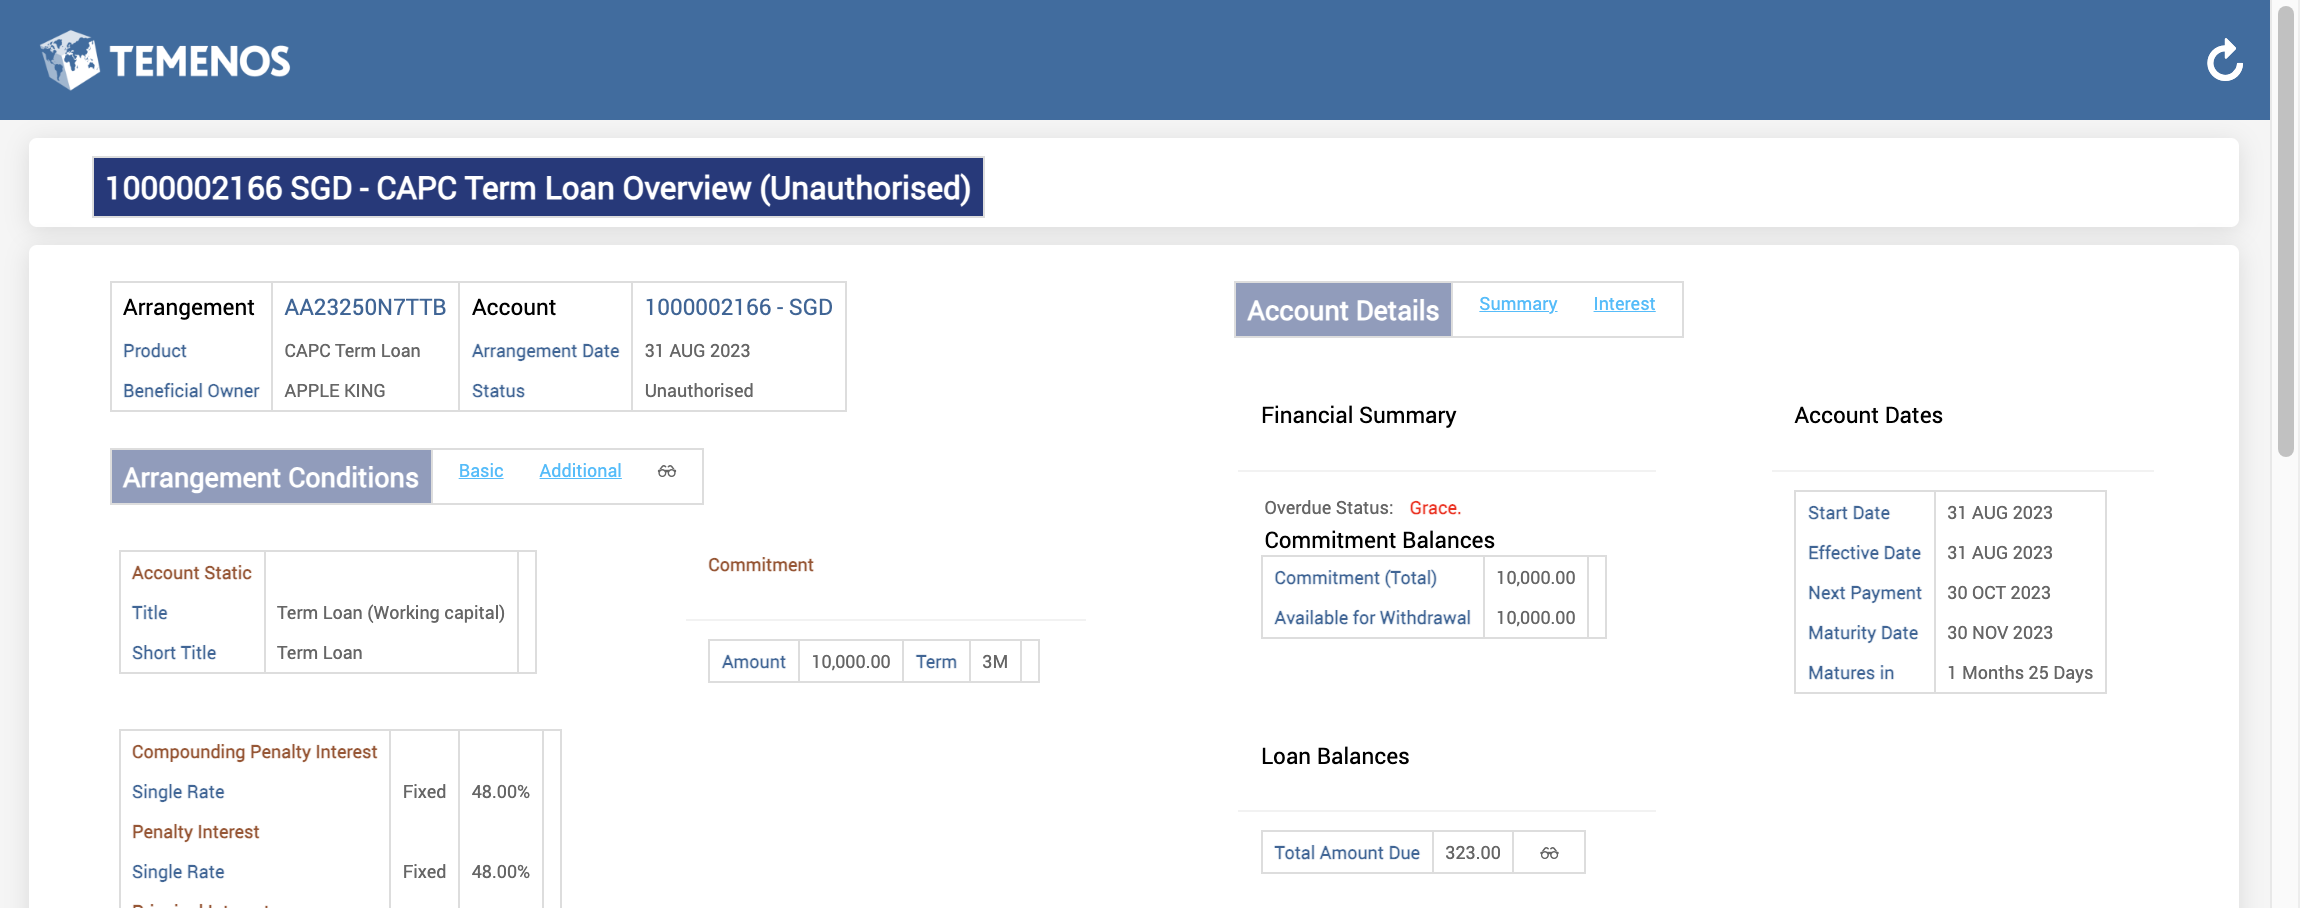 TEMENOS
1000002166 SGD - CAPC Term Loan Overview (Unauthorised)
Arrangement AA23250N7TTB Account 1000002166 - SGD
Product CAPC Term Loan Arrangement Date 31 AUG 2023
Beneficial Owner APPLE KING Status Unauthorised
Arrangement Conditions Basic Additional
Account Static
Title Term Loan (Working capital)
Short Title Term Loan
Commitment
Amount 10,000.00 Term 3M
Compounding Penalty Interest
Single Rate Fixed 48.00%
Penalty Interest
Single Rate Fixed 48.00%
Account Details Summary Interest
Financial Summary
Overdue Status: Grace.
Commitment Balances
Commitment (Total) 10,000.00
Available for Withdrawal 10,000.00
Loan Balances
Total Amount Due 323.00
Account Dates
Start Date 31 AUG 2023
Effective Date 31 AUG 2023
Next Payment 30 OCT 2023
Maturity Date 30 NOV 2023
Matures in 1 Months 25 Days